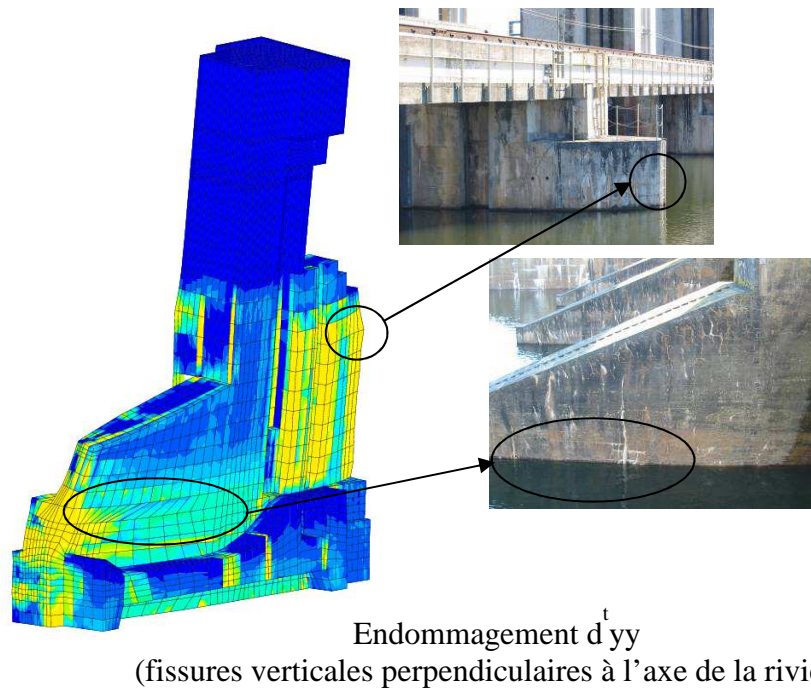 Endommagement d^t yy
(fissures verticales perpendiculaires à l'axe de la